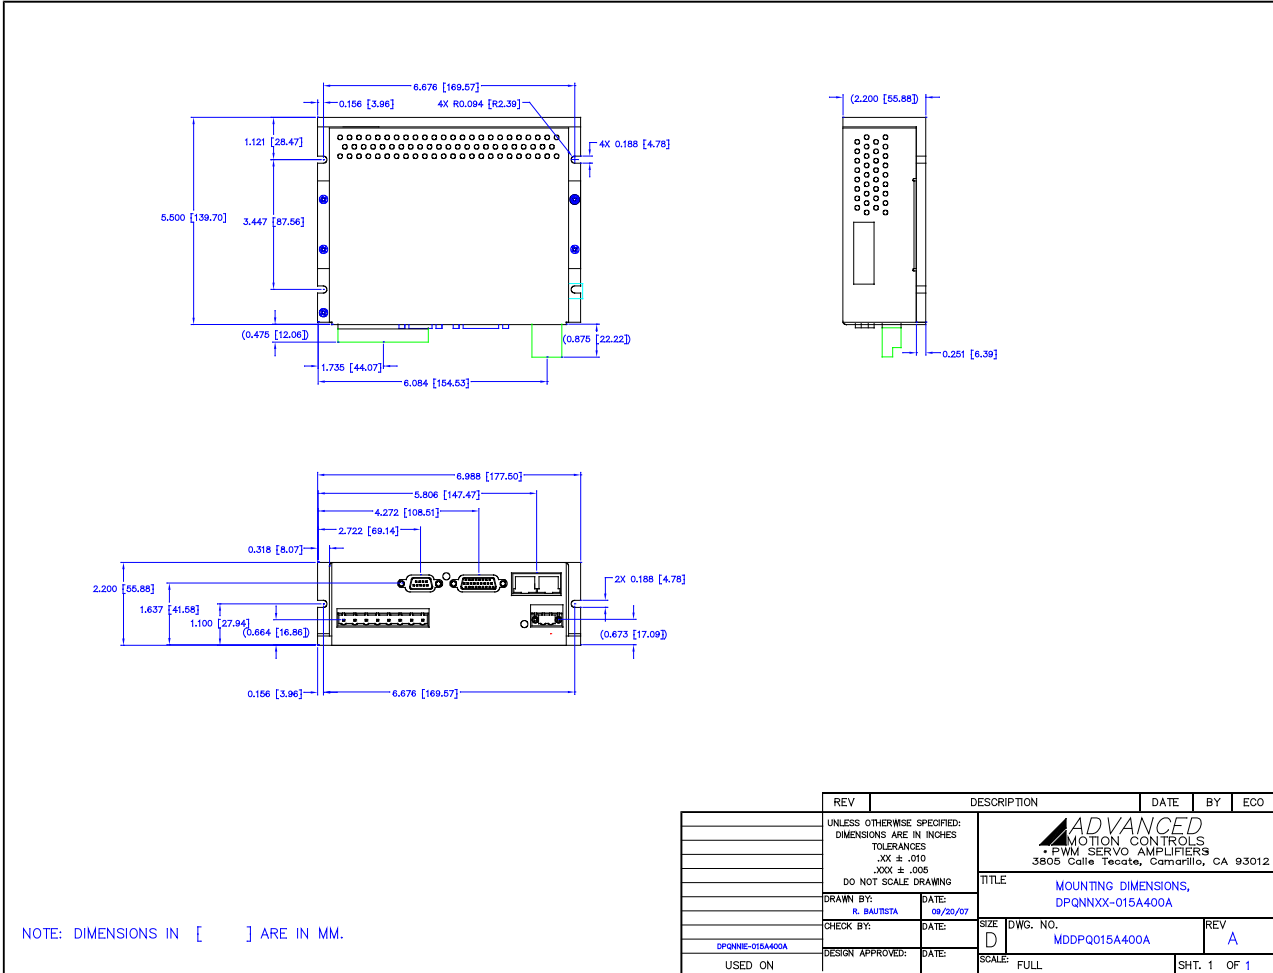 6.676 [169.57]
0.156 [3.96]
4X R0.094 [R2.39]
(2.200 [55.88])
1.121 [28.47]
4X 0.188 [4.78]
5.500 [139.70]
3.447 [87.56]
(0.475 [12.06])
(0.875 [22.22])
0.251 [6.39]
1.735 [44.07]
6.084 [154.53]
6.988 [177.50]
5.806 [147.47]
4.272 [108.51]
2.722 [69.14]
0.318 [8.07]
2.200 [55.88]
2X 0.188 [4.78]
1.637 [41.58]
1.100 [27.94]
(0.664 [16.86])
(0.673 [17.09])
0.156 [3.96]
6.676 [169.57]
REV DESCRIPTION DATE BY ECO
UNLESS OTHERWISE SPECIFIED:
DIMENSIONS ARE IN INCHES
TOLERANCES
.XX ± .010
.XXX ± .005
DO NOT SCALE DRAWING
ADVANCED
MOTION CONTROLS
• PWM SERVO AMPLIFIERS
3805 Calle Tecate, Camarillo, CA 93012
TITLE
MOUNTING DIMENSIONS,
DPQNNXX-015A400A
DRAWN BY: DATE:
R. BAUTISTA 09/20/07
CHECK BY: DATE:
SIZE DWG. NO. REV
D MDDPQ015A400A A
DPQNNIE-015A400A
DESIGN APPROVED: DATE:
USED ON
SCALE: FULL SHT. 1 OF 1
NOTE: DIMENSIONS IN [ ] ARE IN MM.